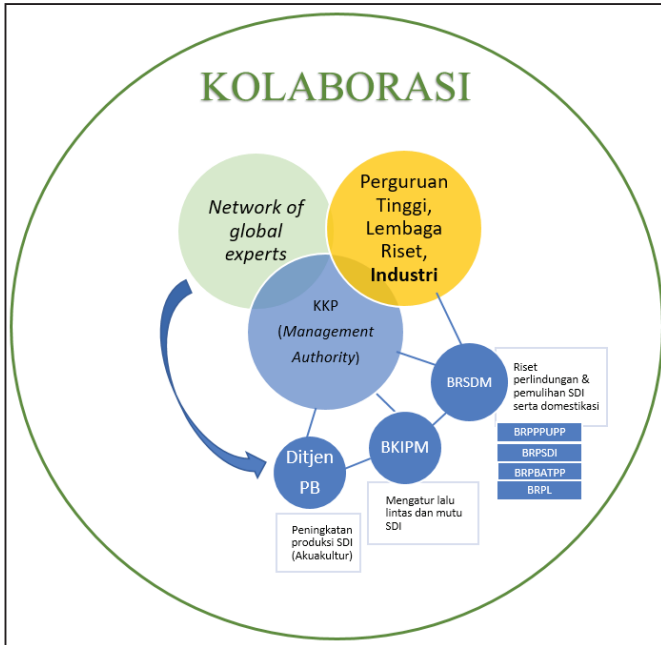 KOLABORASI
Network of
global
experts
Perguruan
Tinggi,
Lembaga
Riset,
Industri
KKP
(Management
Authority)
BRSDM
Riset
perlindungan &
pemulihan SDI
serta domestikasi
BRPPPUPP
BRPSDI
BRPBATPP
BRPL
BKIPM
Mengatur lalu
lintas dan mutu
SDI
Ditjen
PB
Peningkatan
produksi SDI
(Akuakultur)